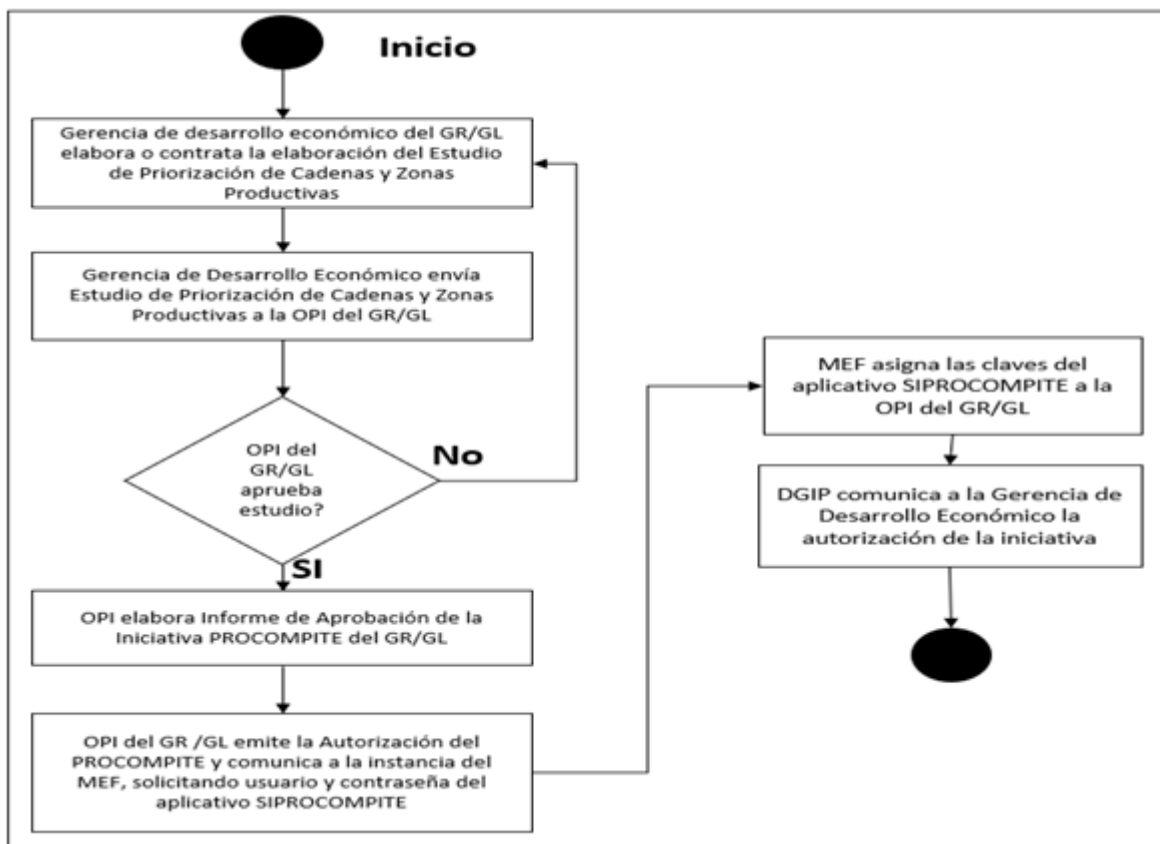 Inicio
Gerencia de desarrollo económico del GR/GL
elabora o contrata la elaboración del Estudio
de Priorización de Cadenas y Zonas
Productivas
Gerencia de Desarrollo Económico envía
Estudio de Priorización de Cadenas y Zonas
Productivas a la OPI del GR/GL
OPI del
GR/GL
aprueba
estudio?
No
SI
OPI elabora Informe de Aprobación de la
Iniciativa PROCOMPITE del GR/GL
OPI del GR /GL emite la Autorización del
PROCOMPITE y comunica a la instancia del
MEF, solicitando usuario y contraseña del
aplicativo SIPROCOMPITE
MEF asigna las claves del
aplicativo SIPROCOMPITE a la
OPI del GR/GL
DGIP comunica a la Gerencia de
Desarrollo Económico la
autorización de la iniciativa